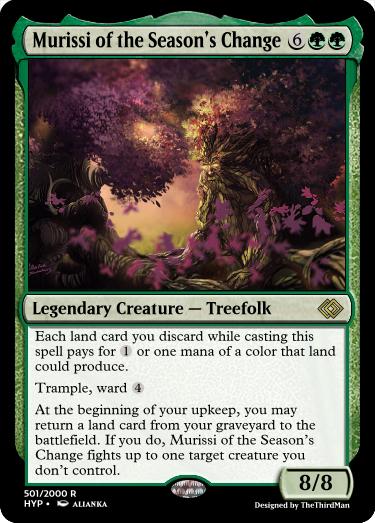 Murissi of the Season's Change 6
Legendary Creature — Treefolk
Each land card you discard while casting this
spell pays for 1 or one mana of a color that land
could produce.
Trample, ward 4
At the beginning of your upkeep, you may
return a land card from your graveyard to the
battlefield. If you do, Murissi of the Season's
Change fights up to one target creature you
don't control.
8/8
501/2000 R
HYP • ALIANKA
Designed by TheThirdMan